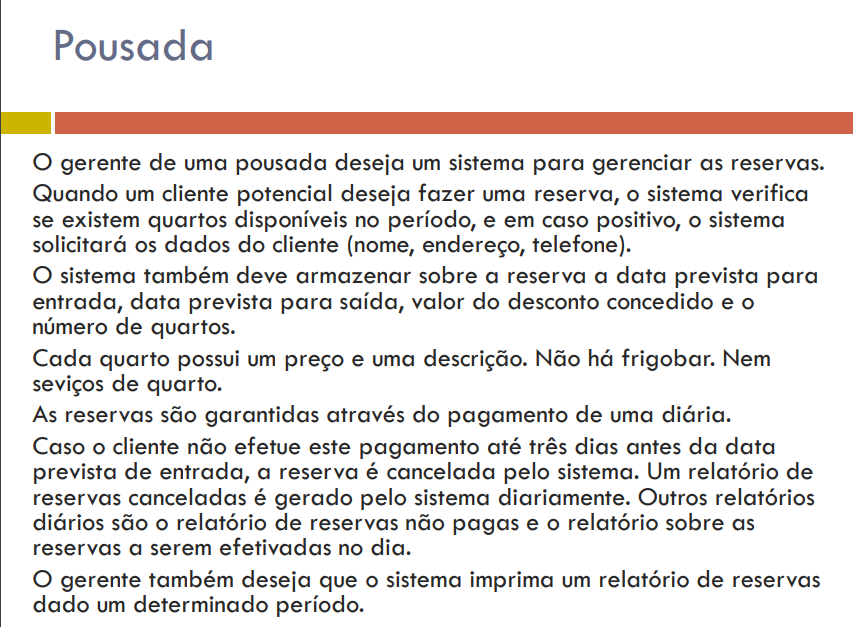 Pousada
O gerente de uma pousada deseja um sistema para gerenciar as reservas.
Quando um cliente potencial deseja fazer uma reserva, o sistema verifica
se existem quartos disponíveis no período, e em caso positivo, o sistema
solicitará os dados do cliente (nome, endereço, telefone).
O sistema também deve armazenar sobre a reserva a data prevista para
entrada, data prevista para saída, valor do desconto concedido e o
número de quartos.
Cada quarto possui um preço e uma descrição. Não há frigobar. Nem
seviços de quarto.
As reservas são garantidas através do pagamento de uma diária.
Caso o cliente não efetue este pagamento até três dias antes da data
prevista de entrada, a reserva é cancelada pelo sistema. Um relatório de
reservas canceladas é gerado pelo sistema diariamente. Outros relatórios
diários são o relatório de reservas não pagas e o relatório sobre as
reservas a serem efetivadas no dia.
O gerente também deseja que o sistema imprima um relatório de reservas
dado um determinado período.